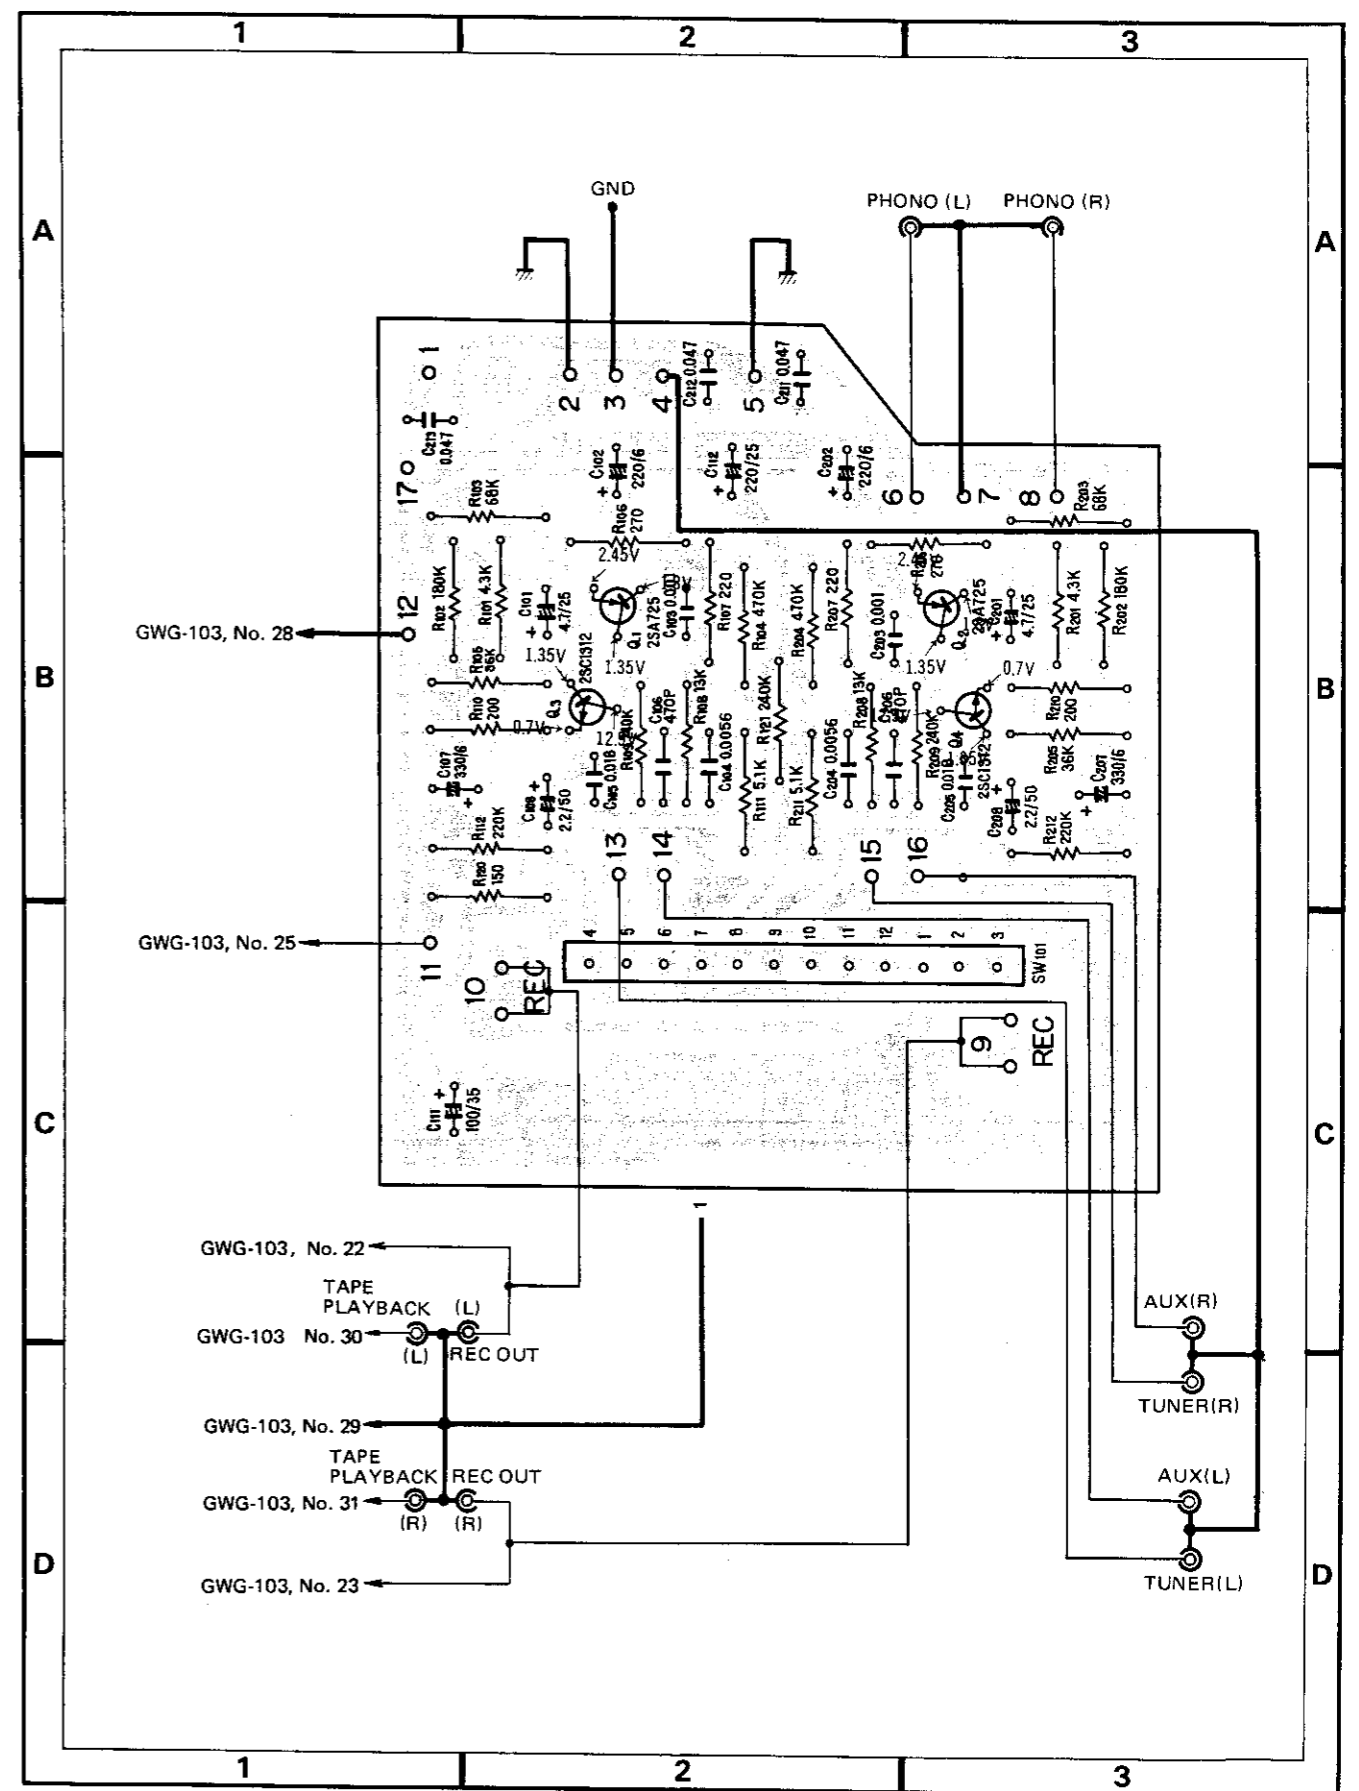 1 2 3
A A
GND
PHONO (L) PHONO (R)
1
2
3
4
5
C212 0.047
C211 0.047
C213
0.047
17
R103
68K
C102
220/6
+
C112
220/25
+
C202
220/6
+
6
7
8
R203
68K
R106
270
2.45V
270
12
GWG-103, No. 28
B B
R102 180K
R101 4.3K
C101
4.7/25
+
Q1
2SA725
R107 220
R104 470K
R204 470K
R207 220
C203 0.001
Q2
C201
4.7/25
+
R201 4.3K
R202 180K
1.35V
2SC1312
1.35V
1.35V
0.7V
R105
36K
R110
200
0.7V
Q3
C106
470P
R108 13K
R121 240K
R208 13K
R209 240K
Q4
2SC1312
R210
200
R205
36K
C107
330/6
+
C108
2.2/50
+
C105 0.018
C104 0.0056
R111 5.1K
R211 5.1K
C204 0.0056
C205 0.018
C208
2.2/50
+
C207
330/6
+
R112
220K
R212
220K
R120
150
13
14
15
16
GWG-103, No. 25
11
10
REC
4 5 6 7 8 9 10 11 12 1 2 3
SW101
9
REC
C C
C111
100/35
+
1
GWG-103, No. 22
TAPE
PLAYBACK (L)
GWG-103 No. 30
(L) REC OUT
AUX(R)
TUNER(R)
GWG-103, No. 29
TAPE
PLAYBACK REC OUT
GWG-103, No. 31
(R) (R)
AUX(L)
D D
GWG-103, No. 23
TUNER(L)
1 2 3